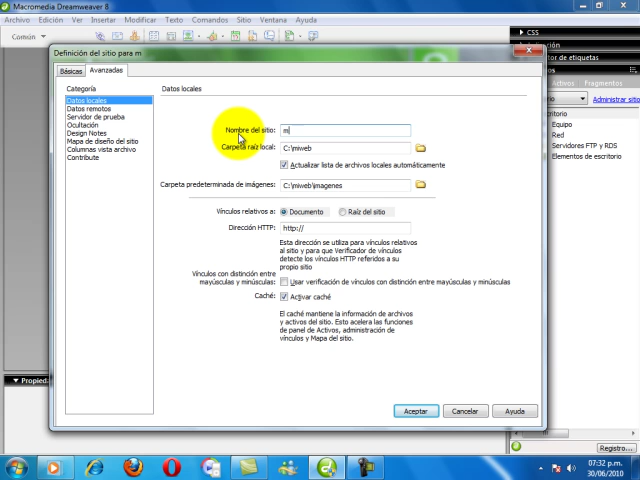 Macromedia Dreamweaver 8
Archivo Edición Ver Insertar Modificar Texto Comandos Sitio Ventana Ayuda
Común
CSS
Definición del sitio para m
Básicas Avanzadas
Activos Fragmentos
Administrar sitio
Equipo
Red
Servidores FTP y RDS
Elementos de escritorio
Categoría
Datos locales
Datos remotos
Servidor de prueba
Ocultación
Design Notes
Mapa de diseño del sitio
Columnas vista archivo
Contribute
Datos locales
Nombre del sitio: m
Carpeta raíz local: C:\miweb
Actualizar lista de archivos locales automáticamente
Carpeta predeterminada de imágenes: C:\miweb\imagenes
Vínculos relativos a: Documento Raíz del sitio
Dirección HTTP: http://
Esta dirección se utiliza para vínculos relativos
al sitio y para que Verificador de vínculos
detecte los vínculos HTTP referidos a su
propio sitio
Vínculos con distinción entre
mayúsculas y minúsculas: Usar verificación de vínculos con distinción entre mayúsculas y minúsculas
Caché: Activar caché
El caché mantiene la información de archivos
y activos del sitio. Esto acelera las funciones
de panel de Activos, administración de
vínculos y Mapa del sitio.
Aceptar Cancelar Ayuda
Propied
Registro...
07:32 p.m.
30/06/2010